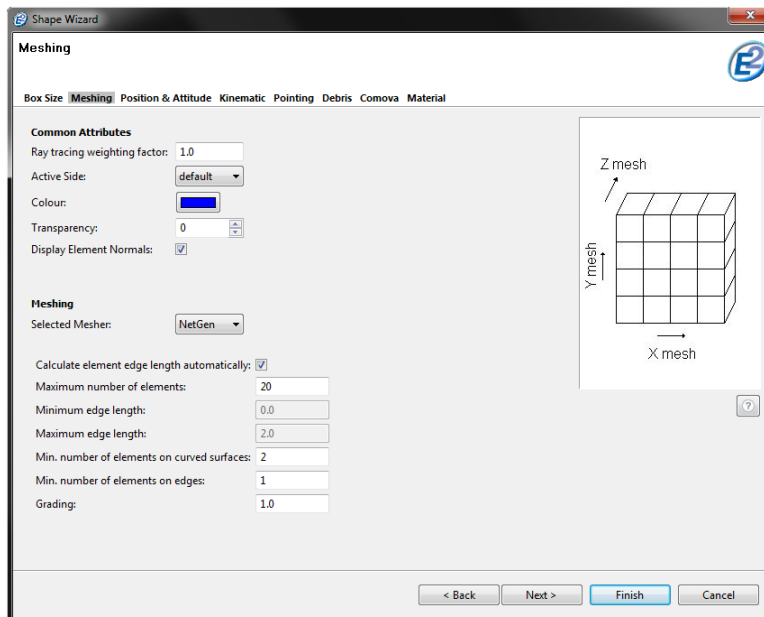 Shape Wizard
Meshing
E2
Box Size Meshing Position & Attitude Kinematic Pointing Debris Comova Material
Common Attributes
Ray tracing weighting factor: 1.0
Active Side: default
Colour:
Transparency: 0
Display Element Normals:
Meshing
Selected Mesher: NetGen
Calculate element edge length automatically:
Maximum number of elements: 20
Minimum edge length: 0.0
Maximum edge length: 2.0
Min. number of elements on curved surfaces: 2
Min. number of elements on edges: 1
Grading: 1.0
Z mesh
Y mesh
X mesh
?
< Back Next > Finish Cancel